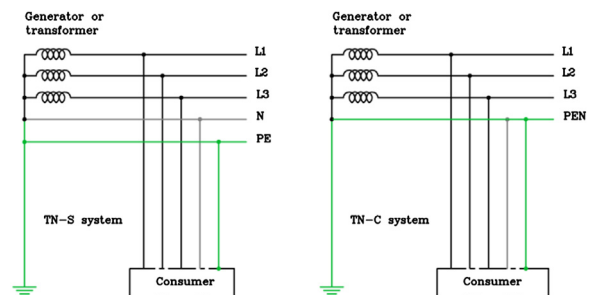 Generator or
transformer
L1
L2
L3
N
PE
TN-S system
Consumer
Generator or
transformer
L1
L2
L3
PEN
TN-C system
Consumer